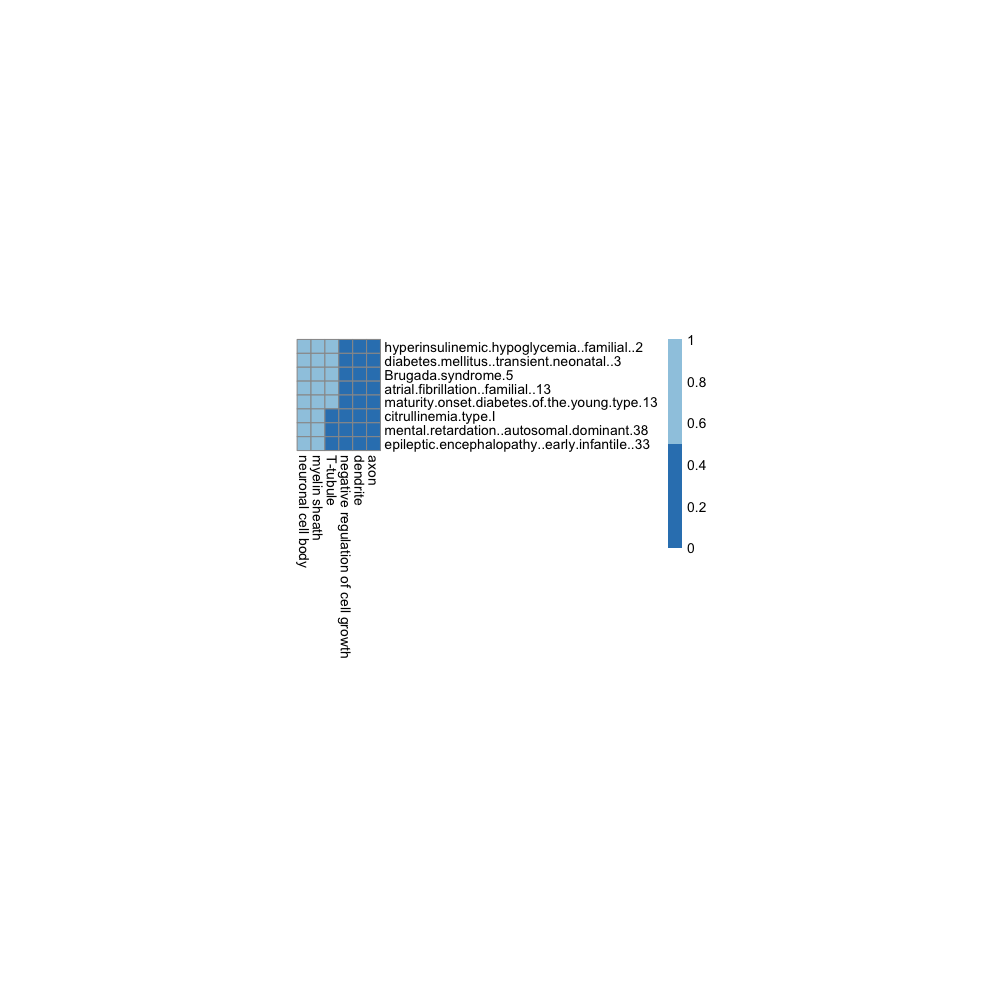 hyperinsulinemic.hypoglycemia..familial..2
diabetes.mellitus..transient.neonatal..3
Brugada.syndrome.5
atrial.fibrillation..familial..13
maturity.onset.diabetes.of.the.young.type.13
citrullinemia.type.I
mental.retardation..autosomal.dominant.38
epileptic.encephalopathy..early.infantile..33
neuronal cell body
myelin sheath
T-tubule
negative regulation of cell growth
dendrite
axon
1
0.8
0.6
0.4
0.2
0